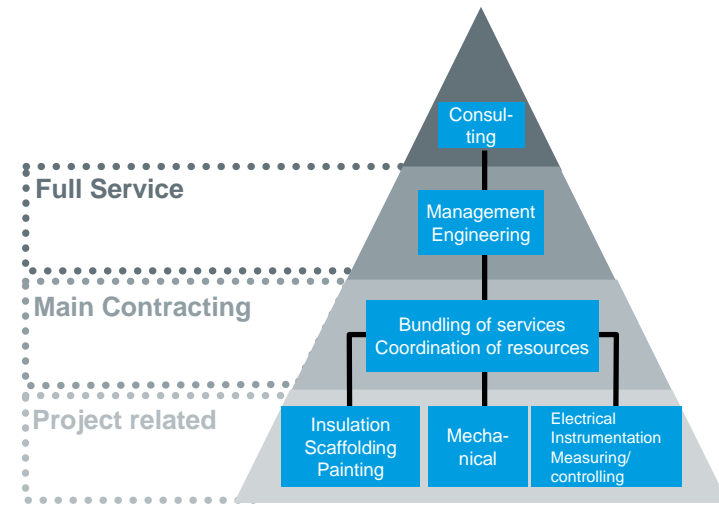 Consul-
ting
Full Service
Management
Engineering
Main Contracting
Bundling of services
Coordination of resources
Project related
Insulation
Scaffolding
Painting
Mecha-
nical
Electrical
Instrumentation
Measuring/
controlling